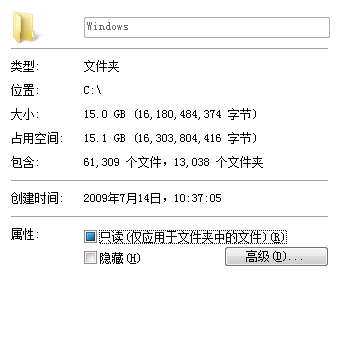 Windows
类型: 文件夹
位置: C:\
大小: 15.0 GB (16,180,484,374 字节)
占用空间: 15.1 GB (16,303,804,416 字节)
包含: 61,309 个文件，13,038 个文件夹
创建时间: 2009年7月14日，10:37:05
属性: 只读(仅应用于文件夹中的文件)(R)
隐藏(H) 高级(D)...